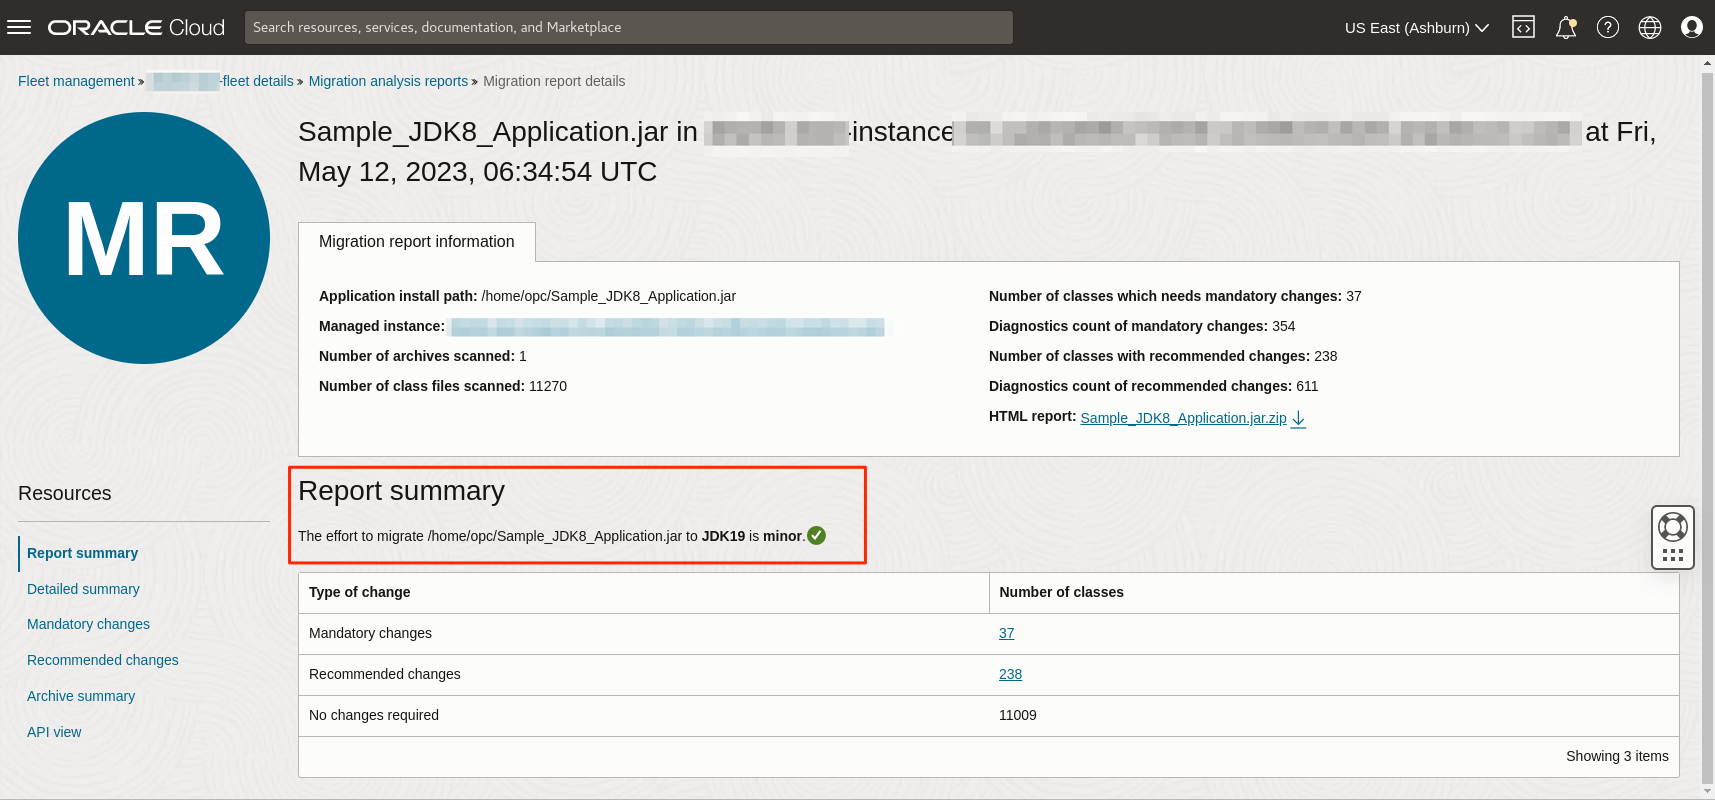 ORACLE Cloud
Search resources, services, documentation, and Marketplace
US East (Ashburn)
Fleet management » -fleet details » Migration analysis reports » Migration report details
MR
Sample_JDK8_Application.jar in -instance at Fri,
May 12, 2023, 06:34:54 UTC
Migration report information
Application install path: /home/opc/Sample_JDK8_Application.jar
Managed instance:
Number of archives scanned: 1
Number of class files scanned: 11270
Number of classes which needs mandatory changes: 37
Diagnostics count of mandatory changes: 354
Number of classes with recommended changes: 238
Diagnostics count of recommended changes: 611
HTML report: Sample_JDK8_Application.jar.zip
Resources
Report summary
Detailed summary
Mandatory changes
Recommended changes
Archive summary
API view
Report summary
The effort to migrate /home/opc/Sample_JDK8_Application.jar to JDK19 is minor.
Type of change Number of classes
Mandatory changes 37
Recommended changes 238
No changes required 11009
Showing 3 items